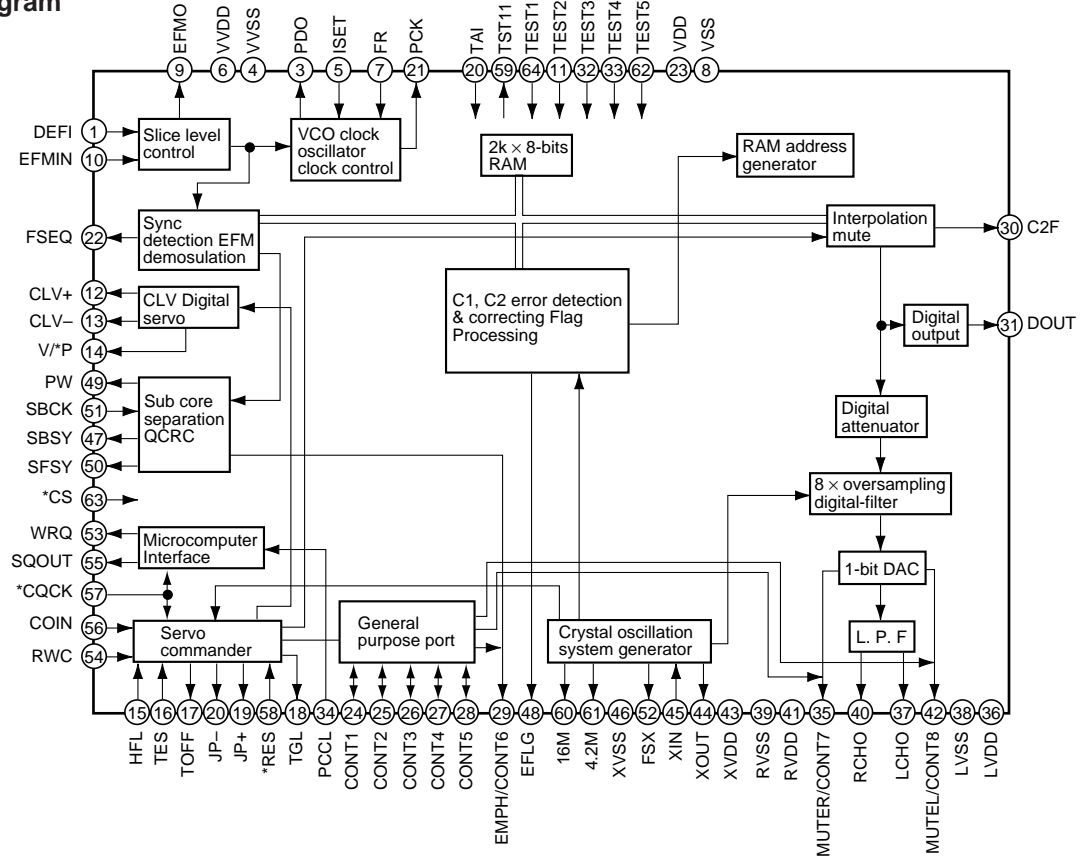 gram
EFMO
VVDD
VVSS
PDO
ISET
FR
PCK
TAI
TST11
TEST1
TEST2
TEST3
TEST4
TEST5
VDD
VSS
9
6
4
3
5
7
21
20
59
64
11
32
33
62
23
8
DEFI 1
EFMIN 10
Slice level
control
VCO clock
oscillator
clock control
2k × 8-bits
RAM
RAM address
generator
FSEQ 22
Sync
detection EFM
demosulation
Interpolation
mute
30 C2F
CLV+ 12
CLV– 13
V/*P 14
CLV Digital
servo
C1, C2 error detection
& correcting Flag
Processing
Digital
output
31 DOUT
PW 49
SBCK 51
SBSY 47
SFSY 50
Sub core
separation
QCRC
Digital
attenuator
*CS 63
8 × oversampling
digital-filter
WRQ 53
SQOUT 55
*CQCK 57
Microcomputer
Interface
1-bit DAC
COIN 56
RWC 54
Servo
commander
General
purpose port
Crystal oscillation
system generator
L. P. F
15
16
17
20
19
58
18
34
24
25
26
27
28
29
48
60
61
46
52
45
44
43
39
41
35
40
37
42
38
36
HFL
TES
TOFF
JP–
JP+
*RES
TGL
PCCL
CONT1
CONT2
CONT3
CONT4
CONT5
EMPH/CONT6
EFLG
16M
4.2M
XVSS
FSX
XIN
XOUT
XVDD
RVSS
RVDD
MUTER/CONT7
RCHO
LCHO
MUTEL/CONT8
LVSS
LVDD